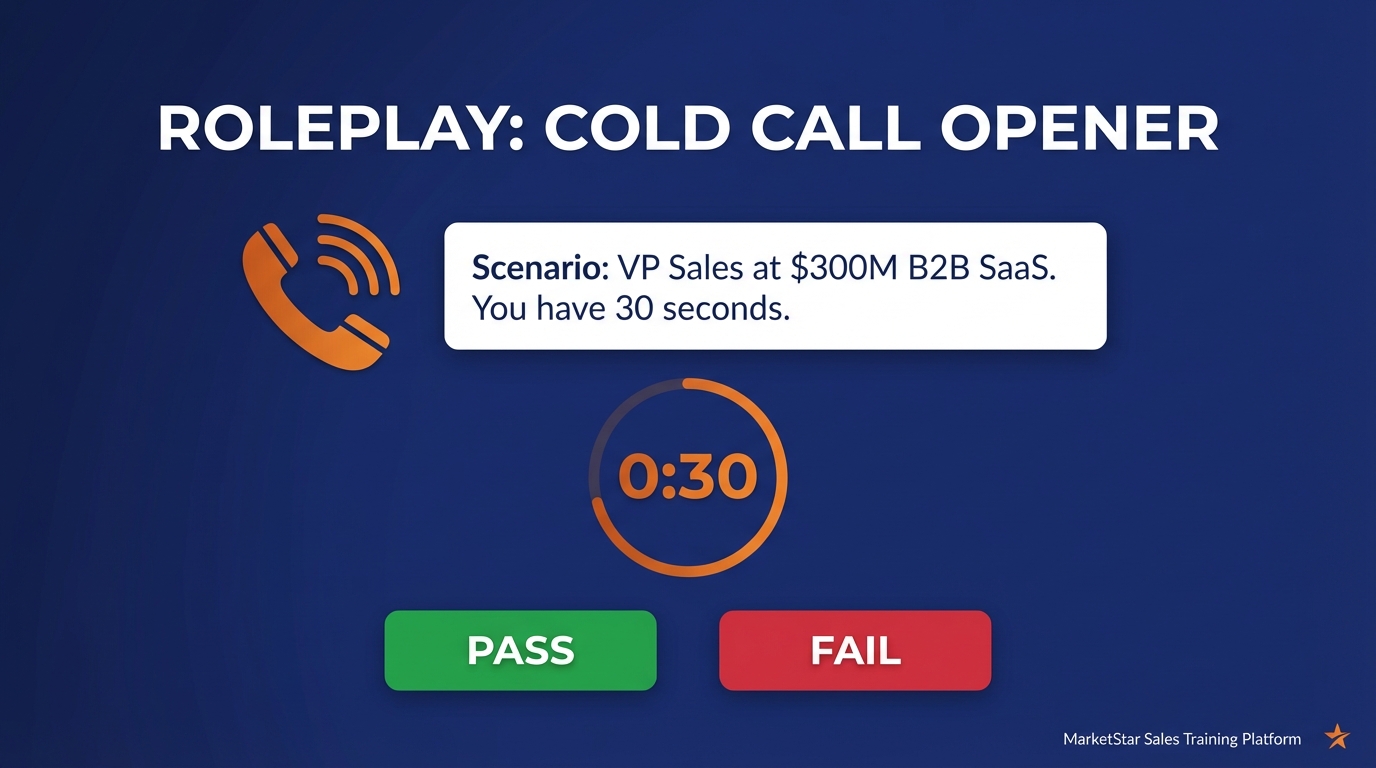 ROLEPLAY: COLD CALL OPENER
Scenario: VP Sales at $300M B2B SaaS.
You have 30 seconds.
0:30
PASS
FAIL
MarketStar Sales Training Platform